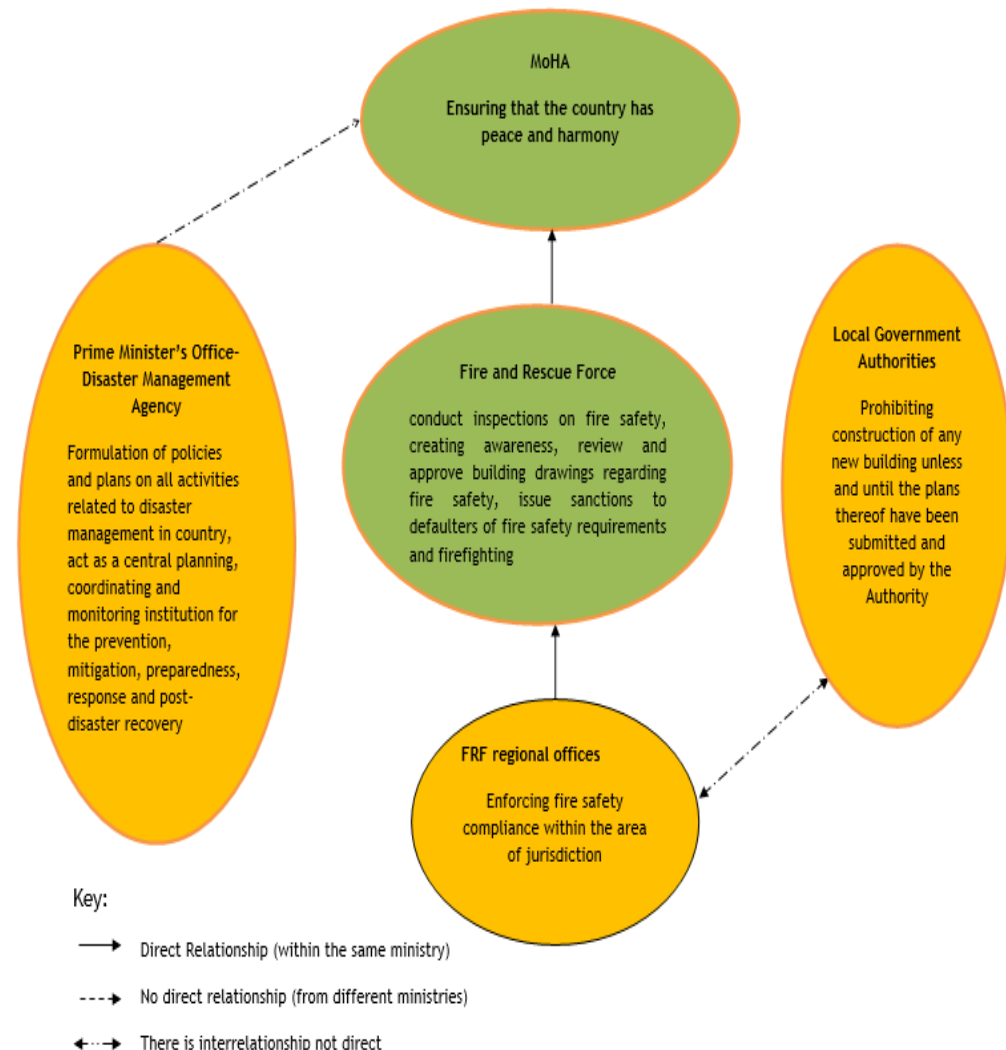 MoHA
Ensuring that the country has
peace and harmony
Prime Minister's Office-
Disaster Management
Agency
Formulation of policies
and plans on all activities
related to disaster
management in country,
act as a central planning,
coordinating and
monitoring institution for
the prevention,
mitigation, preparedness,
response and post-
disaster recovery
Fire and Rescue Force
conduct inspections on fire safety,
creating awareness, review and
approve building drawings regarding
fire safety, issue sanctions to
defaulters of fire safety requirements
and firefighting
Local Government
Authorities
Prohibiting
construction of any
new building unless
and until the plans
thereof have been
submitted and
approved by the
Authority
FRF regional offices
Enforcing fire safety
compliance within the area
of jurisdiction
Key:
Direct Relationship (within the same ministry)
No direct relationship (from different ministries)
There is interrelationship not direct